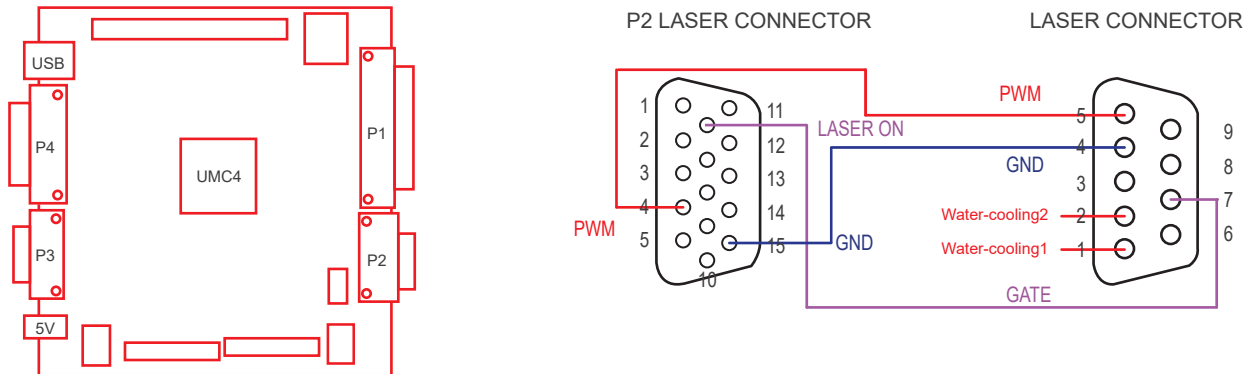 USB
P4
P3
5V
UMC4
P1
P2
P2 LASER CONNECTOR
LASER CONNECTOR
1
2
3
4
5
11
12
13
14
15
10
PWM
LASER ON
GND
PWM
GND
Water-cooling2
Water-cooling1
GATE
5
4
3
2
1
9
8
7
6